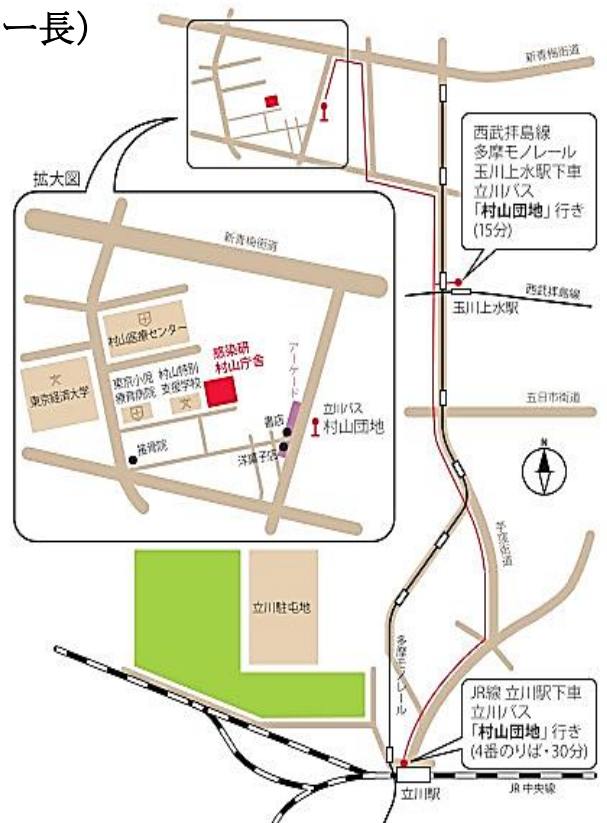 ー長）
新青梅街道
西武拝島線
多摩モノレール
玉川上水駅下車
立川バス
「村山団地」行き
(15分)
拡大図
新青梅街道
村山医療センター
感染研
村山庁舎
アーケード
東京小児
療育病院
村山特別
支援学校
東京経済大学
書店
立川バス
村山団地
洋菓子店
接骨院
西武拝島線
玉川上水駅
五日市街道
N
芋窪街道
立川駐屯地
多摩モノレール
JR線 立川駅下車
立川バス
「村山団地」行き
(4番のりば・30分)
立川駅
JR 中央線